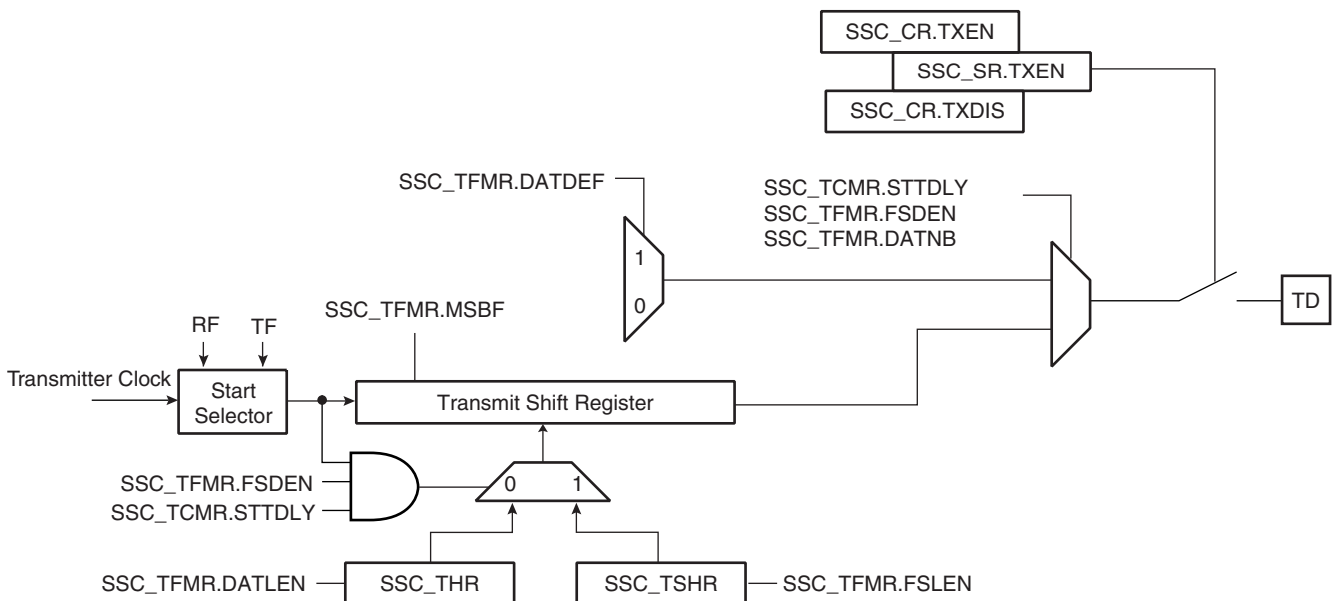 SSC_CR.TXEN
SSC_SR.TXEN
SSC_CR.TXDIS
SSC_TFMR.DATDEF
SSC_TCMR.STTDLY
SSC_TFMR.FSDEN
SSC_TFMR.DATNB
1
0
TD
SSC_TFMR.MSBF
RF TF
Transmitter Clock
Start
Selector
Transmit Shift Register
SSC_TFMR.FSDEN
SSC_TCMR.STTDLY
0 1
SSC_TFMR.DATLEN
SSC_THR
SSC_TSHR
SSC_TFMR.FSLEN